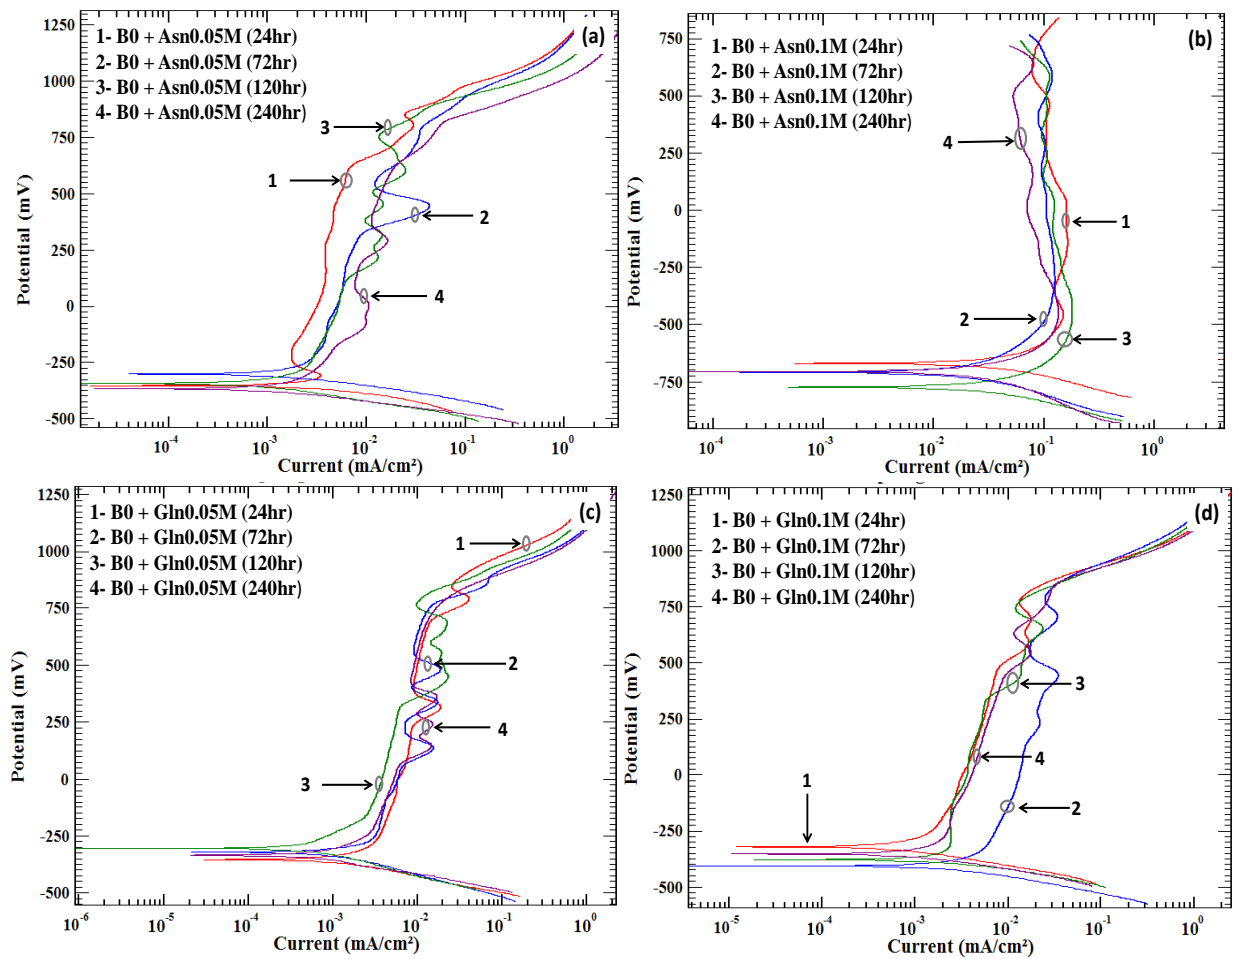 (a)
1- B0 + Asn0.05M (24hr)
2- B0 + Asn0.05M (72hr)
3- B0 + Asn0.05M (120hr)
4- B0 + Asn0.05M (240hr)
1250
1000
750
500
250
0
-250
-500
Potential (mV)
3
1
2
4
10⁻⁴ 10⁻³ 10⁻² 10⁻¹ 10⁰
Current (mA/cm²)
(b)
1- B0 + Asn0.1M (24hr)
2- B0 + Asn0.1M (72hr)
3- B0 + Asn0.1M (120hr)
4- B0 + Asn0.1M (240hr)
750
500
250
0
-250
-500
-750
Potential (mV)
4
1
2
3
10⁻⁴ 10⁻³ 10⁻² 10⁻¹ 10⁰
Current (mA/cm²)
(c)
1- B0 + Gln0.05M (24hr)
2- B0 + Gln0.05M (72hr)
3- B0 + Gln0.05M (120hr)
4- B0 + Gln0.05M (240hr)
1250
1000
750
500
250
0
-250
-500
Potential (mV)
1
2
4
3
10⁻⁶ 10⁻⁵ 10⁻⁴ 10⁻³ 10⁻² 10⁻¹ 10⁰
Current (mA/cm²)
(d)
1- B0 + Gln0.1M (24hr)
2- B0 + Gln0.1M (72hr)
3- B0 + Gln0.1M (120hr)
4- B0 + Gln0.1M (240hr)
1250
1000
750
500
250
0
-250
-500
Potential (mV)
3
4
1
2
10⁻⁵ 10⁻⁴ 10⁻³ 10⁻² 10⁻¹ 10⁰
Current (mA/cm²)